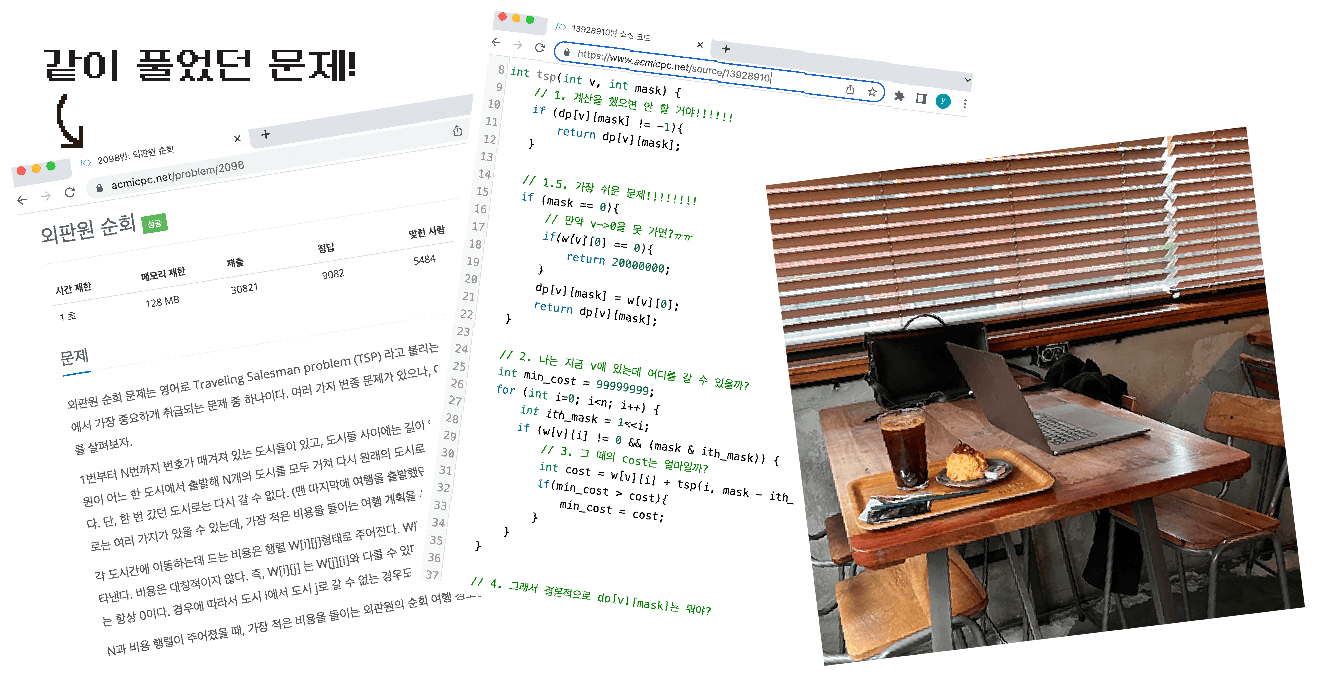 같이 풀었던 문제!
2098번: 외판원 순회
acmicpc.net/problem/2098
외판원 순회 성공
시간 제한 메모리 제한 제출 정답 맞힌 사람
1 초 128 MB 30821 9082 5484
문제
외판원 순회 문제는 영어로 Traveling Salesman problem (TSP) 라고 불리는
에서 가장 중요하게 취급되는 문제 중 하나이다. 여러 가지 변종 문제가 있으나,
를 살펴보자.
1번부터 N번까지 번호가 매겨져 있는 도시들이 있고, 도시들 사이에는 길이
원이 어느 한 도시에서 출발해 N개의 도시를 모두 거쳐 다시 원래의 도시로
다. 단, 한 번 갔던 도시로는 다시 갈 수 없다. (맨 마지막에 여행을 출발했던
로는 여러 가지가 있을 수 있는데, 가장 적은 비용을 들이는 여행 계획을
각 도시간에 이동하는데 드는 비용은 행렬 W[i][j]형태로 주어진다.
타낸다. 비용은 대칭적이지 않다. 즉, W[i][j] 는 W[j][i]와 다를 수 있다
는 항상 0이다. 경우에 따라서 도시 i에서 도시 j로 갈 수 없는 경우도
N과 비용 행렬이 주어졌을 때, 가장 적은 비용을 들이는 외판원의 순회 여행
13928910번 소스 코드
https://www.acmicpc.net/source/13928910
y
8 int tsp(int v, int mask) {
9 // 1. 계산을 했으면 안 할 거야!!!!!!
10 if (dp[v][mask] != -1){
11 return dp[v][mask];
12 }
13
14 // 1.5. 가장 쉬운 문제!!!!!!!!
15 if (mask == 0){
16 // 만약 v->0을 못 가면?ㅠㅠ
17 if(w[v][0] == 0){
18 return 20000000;
19 }
20 dp[v][mask] = w[v][0];
21 return dp[v][mask];
22 }
23
24 // 2. 나는 지금 v에 있는데 어디를 갈 수 있을까?
25 int min_cost = 99999999;
26 for (int i=0; i<n; i++) {
27 int ith_mask = 1<<i;
28 if (w[v][i] != 0 && (mask & ith_mask)) {
29 // 3. 그 때의 cost는 얼마일까?
30 int cost = w[v][i] + tsp(i, mask - ith_
31 if(min_cost > cost){
32 min_cost = cost;
33 }
34 }
35 }
36
37 // 4. 그래서 결론적으로 dp[v][mask]는 뭐야?